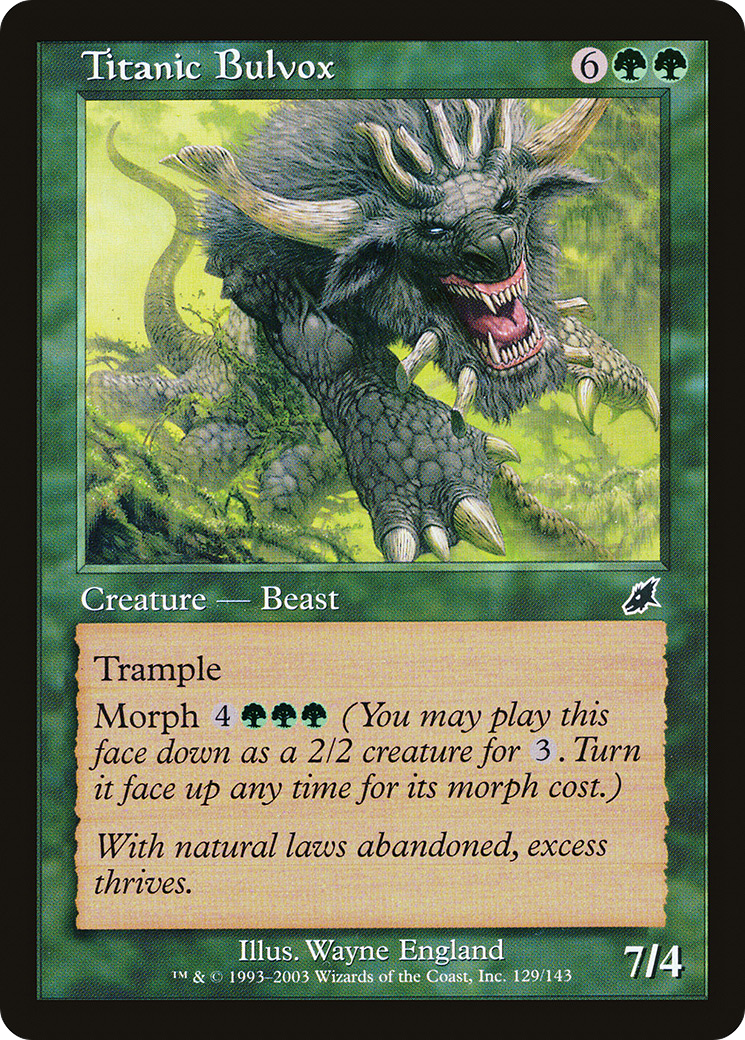 Titanic Bulvox 6
Creature — Beast
Trample
Morph 4 (You may play this
face down as a 2/2 creature for 3. Turn
it face up any time for its morph cost.)
With natural laws abandoned, excess
thrives.
Illus. Wayne England
™ & © 1993–2003 Wizards of the Coast, Inc. 129/143
7/4